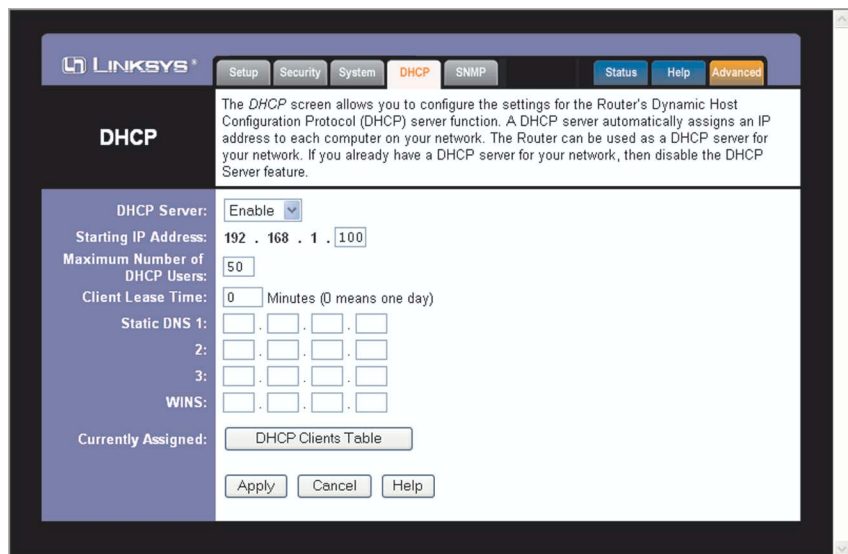 LINKSYS®
Setup Security System DHCP SNMP Status Help Advanced
DHCP
The DHCP screen allows you to configure the settings for the Router's Dynamic Host
Configuration Protocol (DHCP) server function. A DHCP server automatically assigns an IP
address to each computer on your network. The Router can be used as a DHCP server for
your network. If you already have a DHCP server for your network, then disable the DHCP
Server feature.
DHCP Server: Enable
Starting IP Address: 192 . 168 . 1 . 100
Maximum Number of
DHCP Users: 50
Client Lease Time: 0 Minutes (0 means one day)
Static DNS 1: . . .
2: . . .
3: . . .
WINS: . . .
Currently Assigned: DHCP Clients Table
Apply Cancel Help